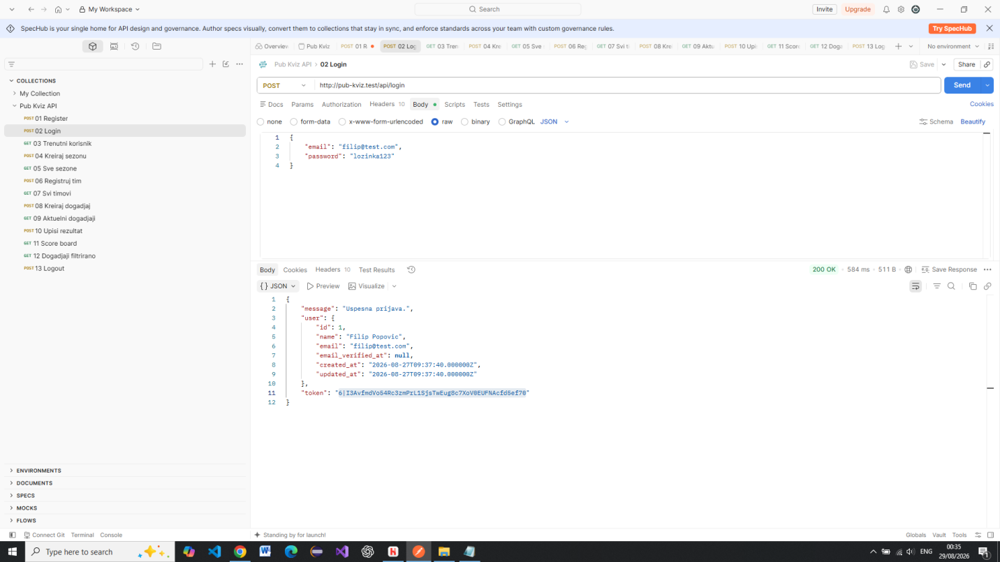 My Workspace
Search
Invite
Upgrade
SpecHub is your single home for API design and governance. Author specs visually, convert them to collections that stay in sync, and enforce standards across your team with custom governance rules.
Try SpecHub
Overview
Pub Kviz
POST 01 R
POST 02 Log
GET 03 Tren
POST 04 Kre
GET 05 Sve
POST 06 Reg
GET 07 Svi ti
POST 08 Kre
GET 09 Aktu
POST 10 Upi
GET 11 Score
GET 12 Doga
POST 13 Log
No environment
COLLECTIONS
My Collection
Pub Kviz API
POST 01 Register
POST 02 Login
GET 03 Trenutni korisnik
POST 04 Kreiraj sezonu
GET 05 Sve sezone
POST 06 Registruj tim
GET 07 Svi timovi
POST 08 Kreiraj dogadjaj
GET 09 Aktuelni dogadjaji
POST 10 Upisi rezultat
GET 11 Score board
GET 12 Dogadjaji filtrirano
POST 13 Logout
ENVIRONMENTS
DOCUMENTS
SPECS
MOCKS
FLOWS
HTTP Pub Kviz API > 02 Login
Save
Share
POST
http://pub-kviz.test/api/login
Send
Docs
Params
Authorization
Headers 10
Body
Scripts
Tests
Settings
Cookies
none
form-data
x-www-form-urlencoded
raw
binary
GraphQL
JSON
Schema
Beautify
1 {
2 "email": "filip@test.com",
3 "password": "lozinka123"
4 }
Body
Cookies
Headers 10
Test Results
200 OK
584 ms
511 B
e.g. Save Response
{} JSON
Preview
Visualize
1 {
2 "message": "Uspesna prijava.",
3 "user": {
4 "id": 1,
5 "name": "Filip Popovic",
6 "email": "filip@test.com",
7 "email_verified_at": null,
8 "created_at": "2026-08-27T09:37:40.000000Z",
9 "updated_at": "2026-08-27T09:37:40.000000Z"
10 },
11 "token": "6|I3AvfmdVo54Rc3zmPrL1SjsTwEug8c7XoV0EUFNAcfd5ef70"
12 }
Connect Git
Terminal
Console
Standing by for launch!
Globals
Vault
Tools
Type here to search
ENG
00:35
29/08/2026
1